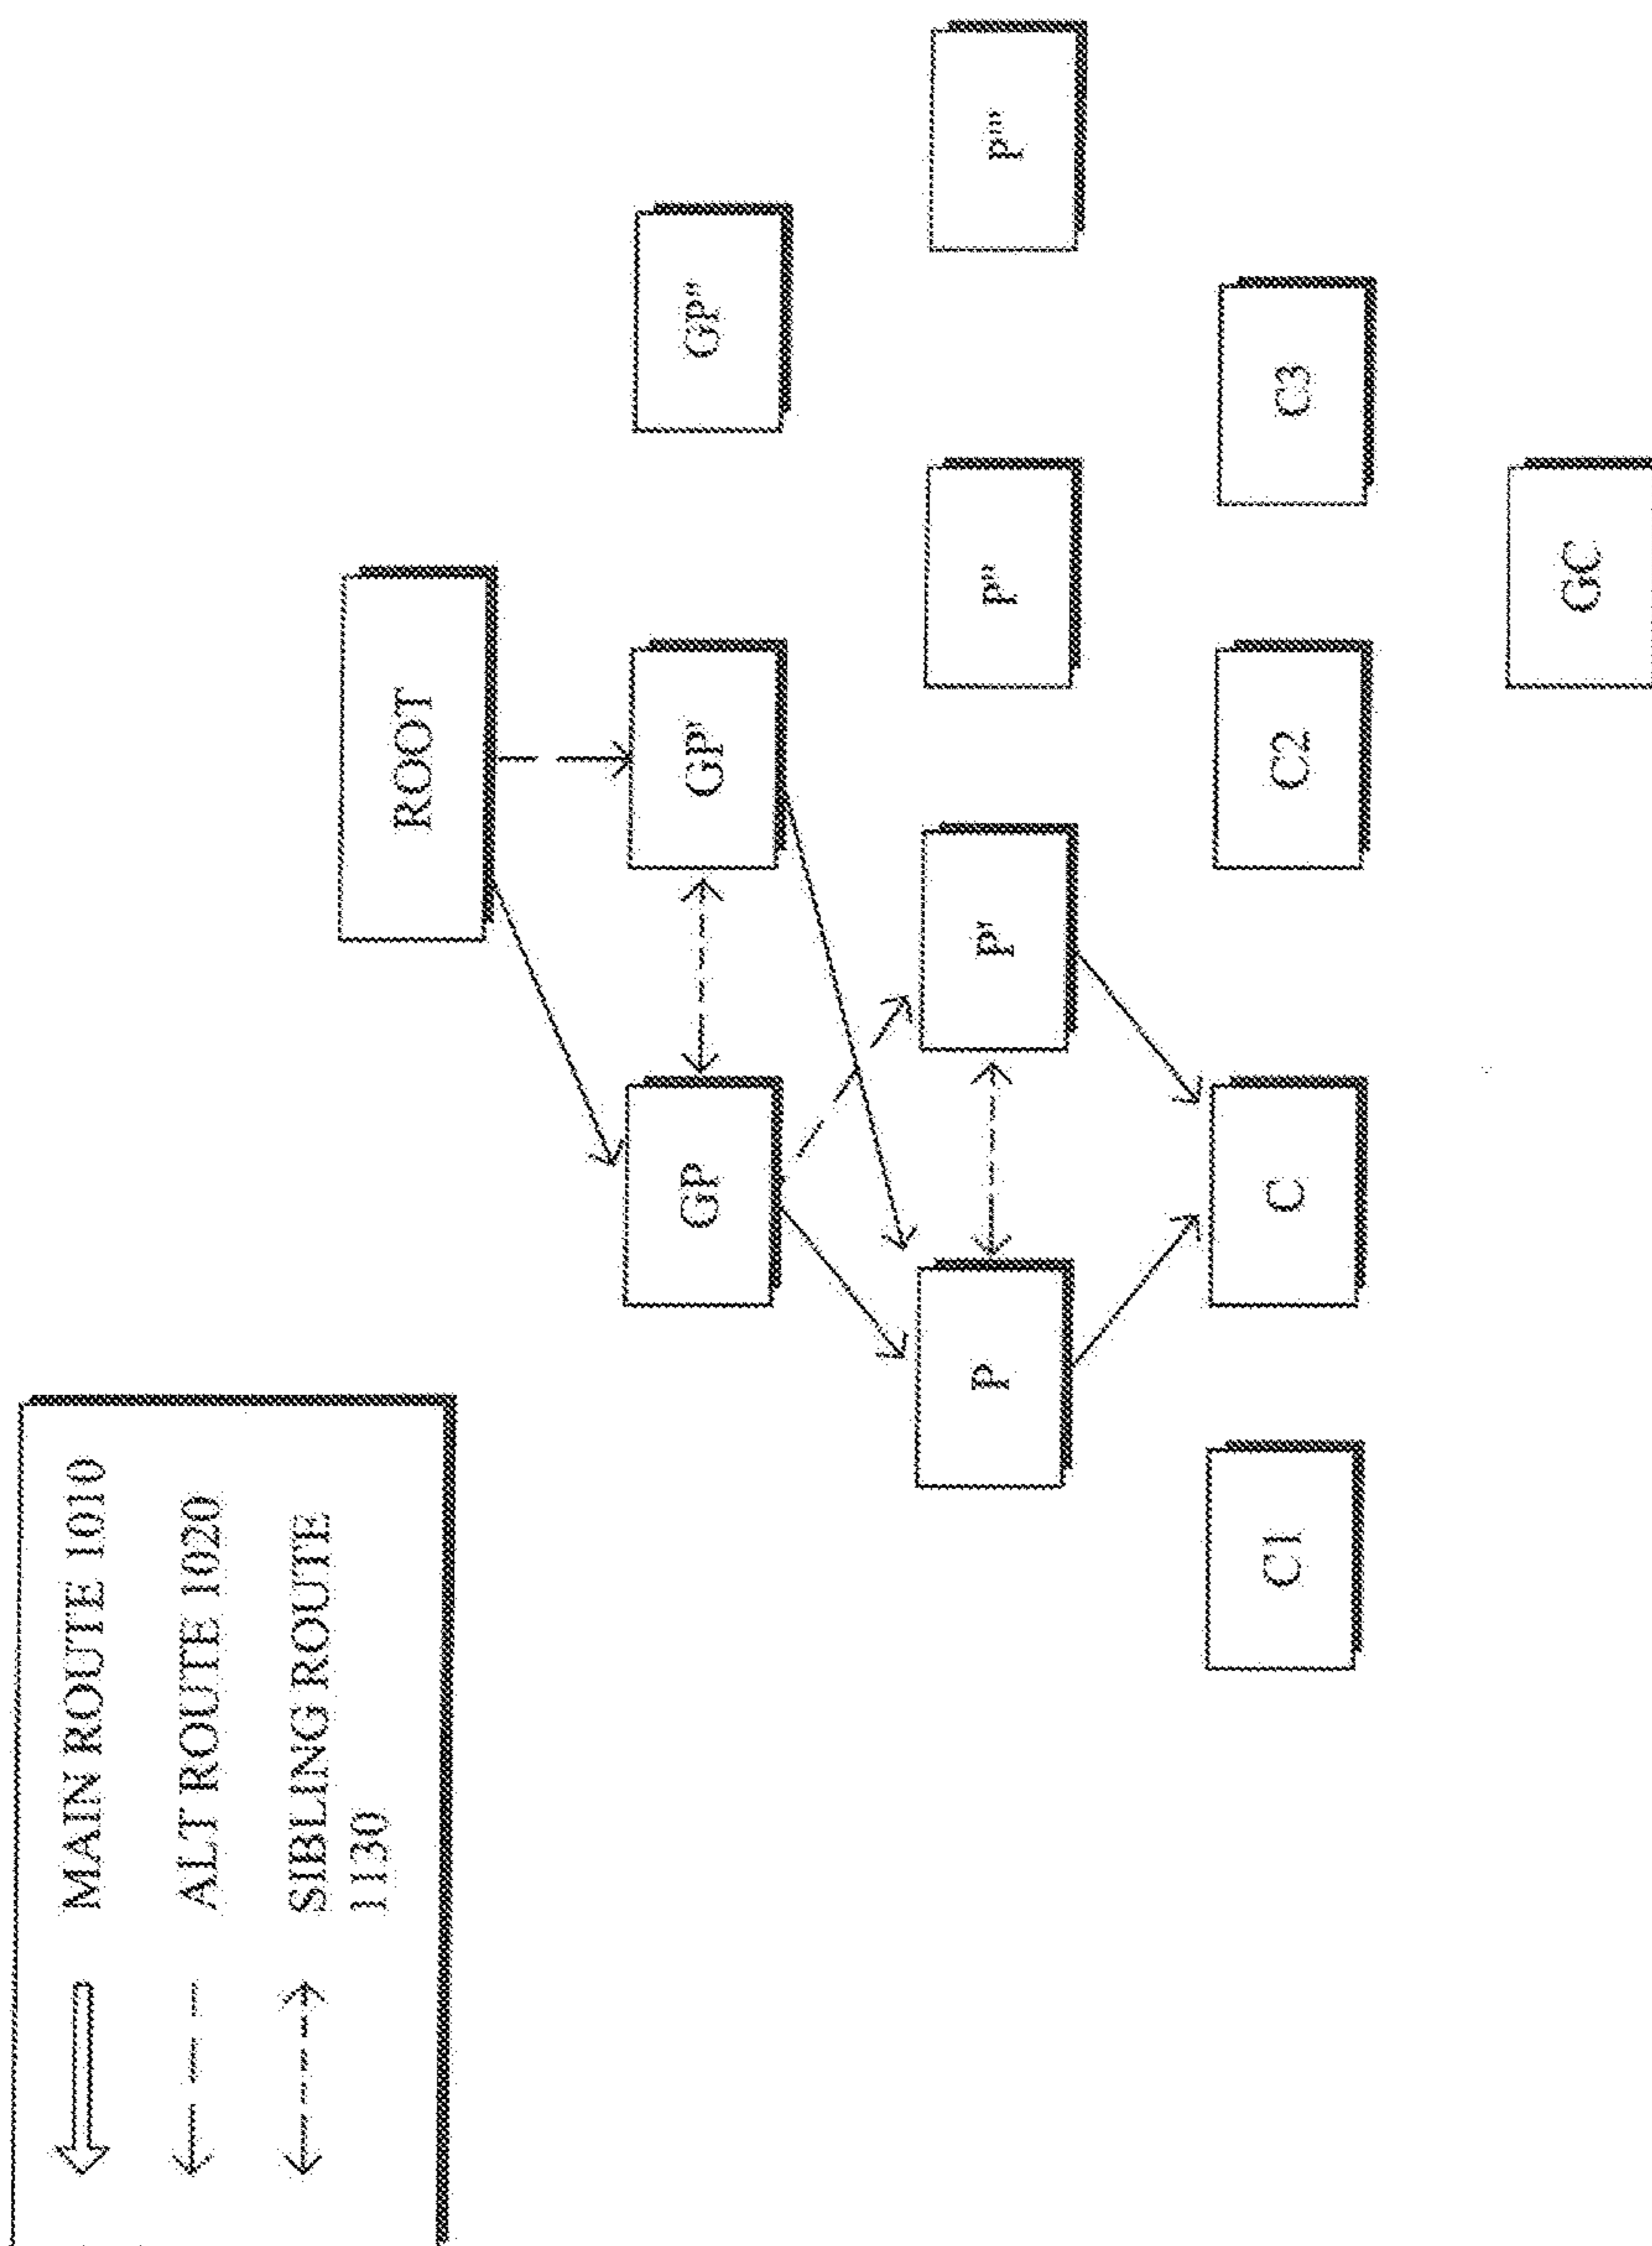 MAIN ROUTE 1010
ALT ROUTE 1020
SIBLING ROUTE
1130
ROOT
GP
GP'
GP"
P
P'
P"
P"'
C1
C
C2
C3
GC